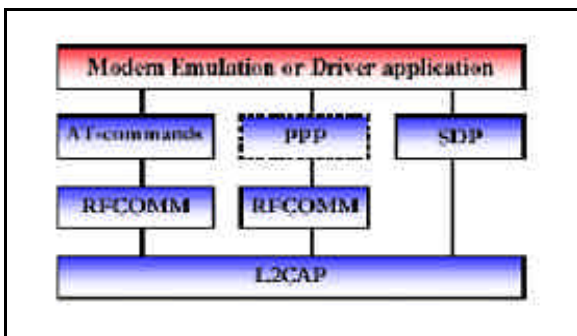 Modem Emulation or Driver application
AT-commands PPP SDP
RFCOMM RFCOMM
L2CAP